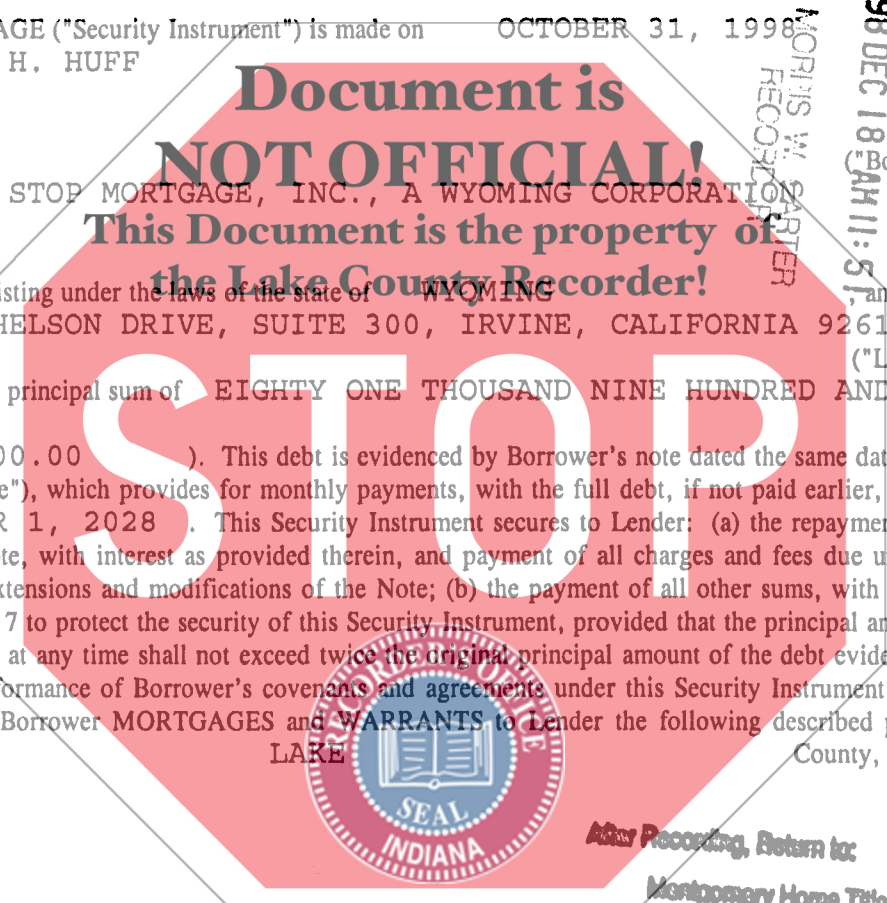 AGE ("Security Instrument") is made on OCTOBER 31, 1998
H. HUFF
98 DEC 18 AM 11: 51
MORRIS W. CARTER
RECORDER
Document is
NOT OFFICIAL!
("Bo
STOP MORTGAGE, INC., A WYOMING CORPORATION
This Document is the property of
the Lake County Recorder!
isting under the laws of the state of WYOMING , an
HELSON DRIVE, SUITE 300, IRVINE, CALIFORNIA 9261
("L
principal sum of EIGHTY ONE THOUSAND NINE HUNDRED AND
STOP
00.00 ). This debt is evidenced by Borrower's note dated the same dat
e"), which provides for monthly payments, with the full debt, if not paid earlier,
R 1, 2028 . This Security Instrument secures to Lender: (a) the repaymen
te, with interest as provided therein, and payment of all charges and fees due u
xtensions and modifications of the Note; (b) the payment of all other sums, with
7 to protect the security of this Security Instrument, provided that the principal an
at any time shall not exceed twice the original principal amount of the debt evide
formance of Borrower's covenants and agreements under this Security Instrument
Borrower MORTGAGES and WARRANTS to Lender the following described p
LAKE County,
RECORDER'S OFFICE
SEAL
INDIANA
After Recording, Return to:
Montgomery Home Title